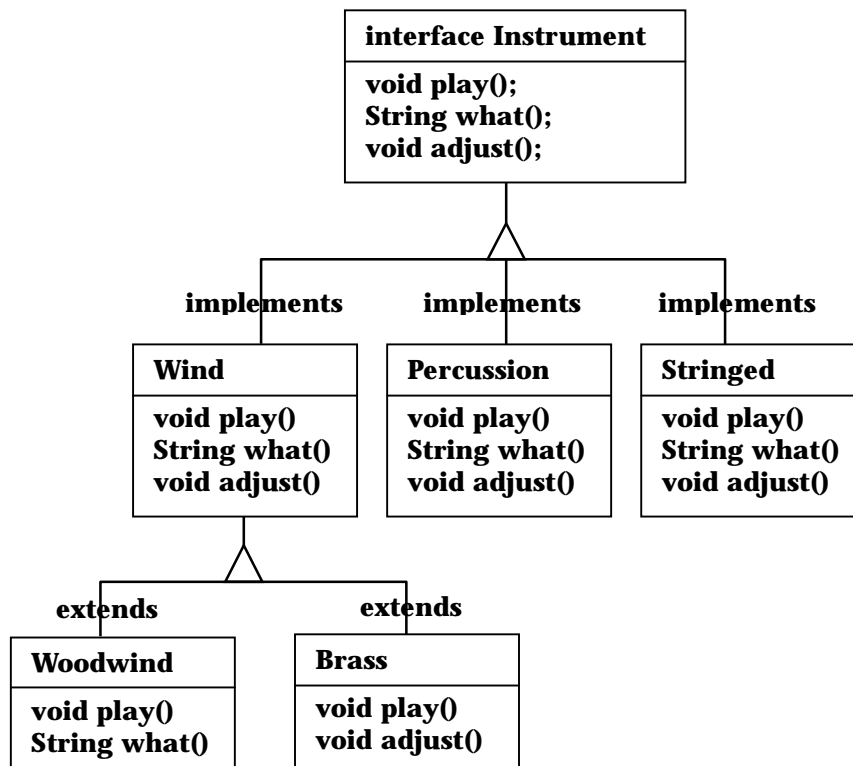 interface Instrument
void play();
String what();
void adjust();
implements
implements
implements
Wind
void play()
String what()
void adjust()
Percussion
void play()
String what()
void adjust()
Stringed
void play()
String what()
void adjust()
extends
extends
Woodwind
void play()
String what()
Brass
void play()
void adjust()